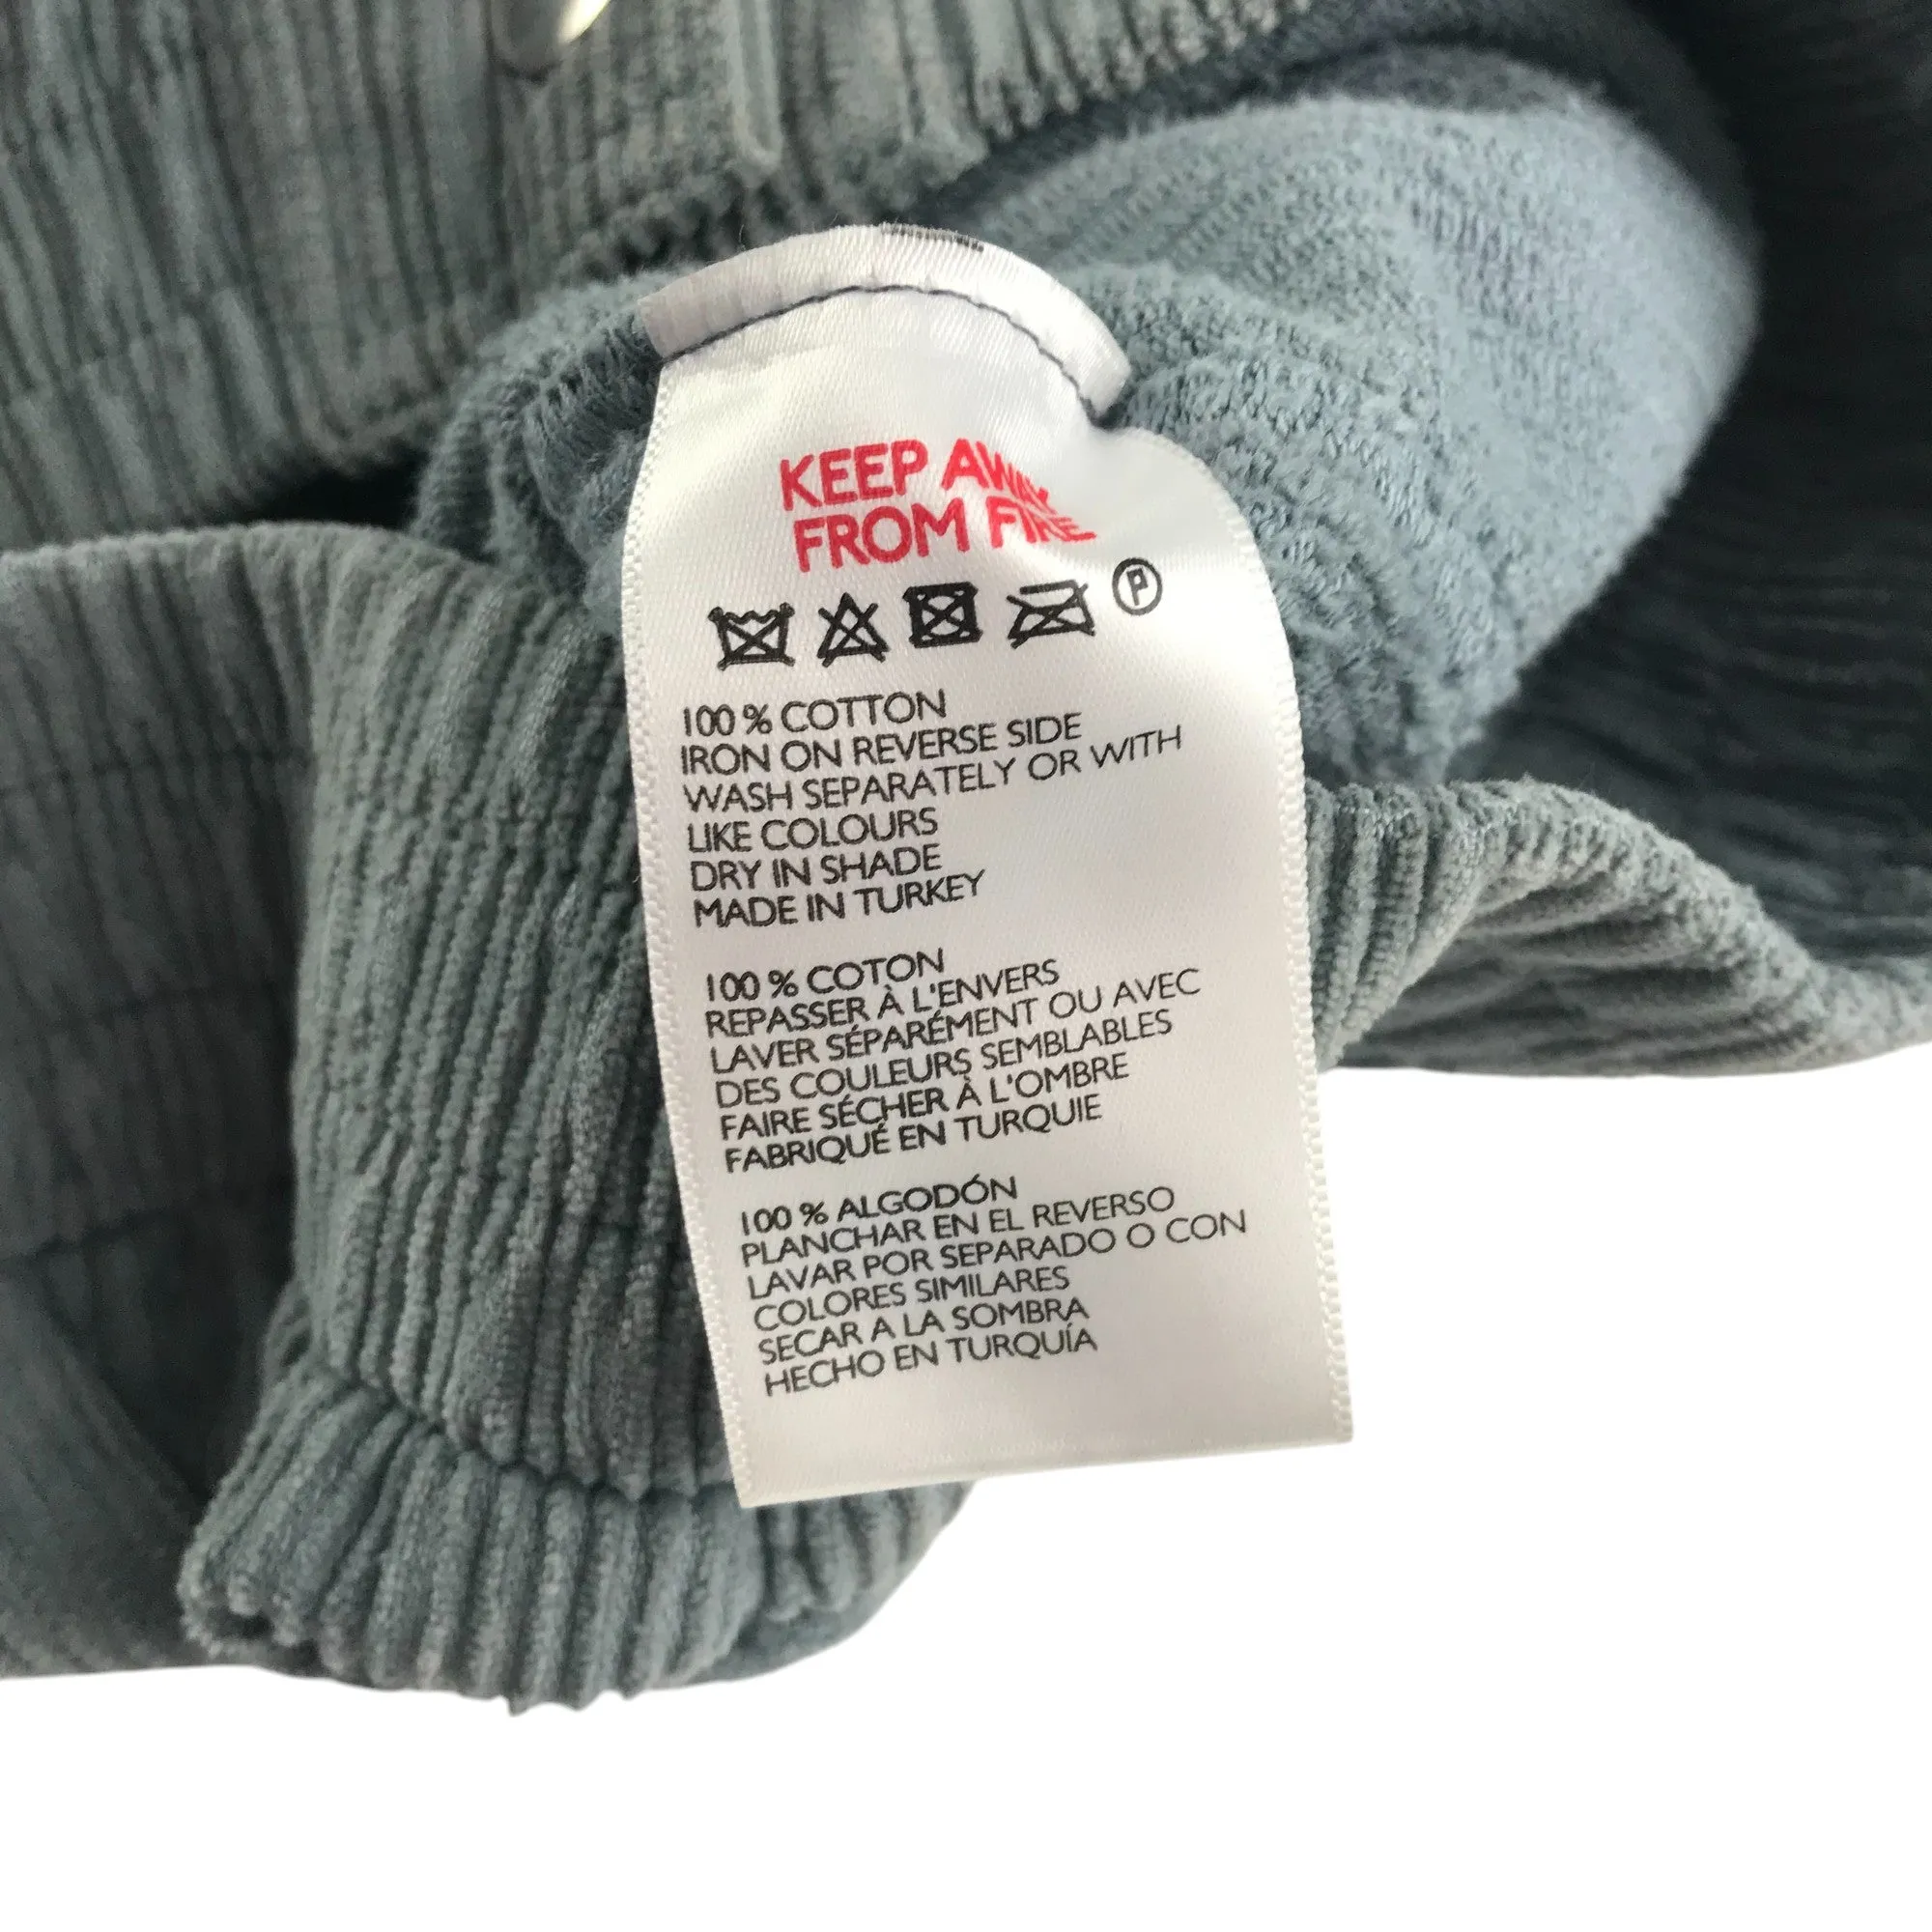 KEEP AWAY
FROM FIRE
P
100 % COTTON
IRON ON REVERSE SIDE
WASH SEPARATELY OR WITH
LIKE COLOURS
DRY IN SHADE
MADE IN TURKEY
100 % COTON
REPASSER À L'ENVERS
LAVER SÉPARÉMENT OU AVEC
DES COULEURS SEMBLABLES
FAIRE SÉCHER À L'OMBRE
FABRIQUÉ EN TURQUIE
100 % ALGODÓN
PLANCHAR EN EL REVERSO
LAVAR POR SEPARADO O CON
COLORES SIMILARES
SECAR A LA SOMBRA
HECHO EN TURQUÍA